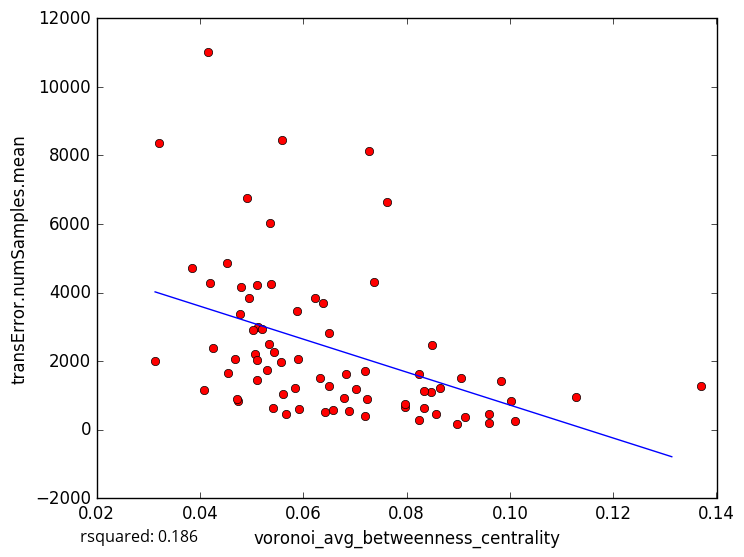 12000
10000
8000
6000
4000
2000
0
−2000
transError.numSamples.mean
0.02 0.04 0.06 0.08 0.10 0.12 0.14
rsquared: 0.186 voronoi_avg_betweenness_centrality